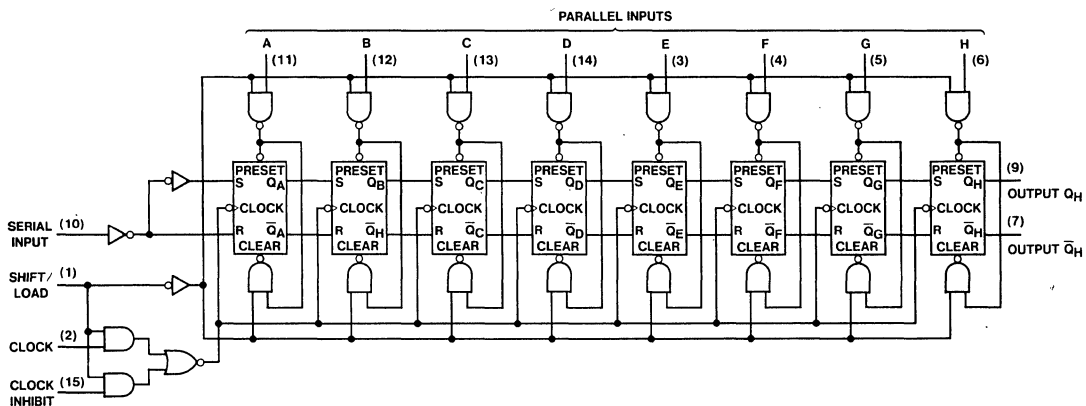 PARALLEL INPUTS
A B C D E F G H
(11) (12) (13) (14) (3) (4) (5) (6)
PRESET PRESET PRESET PRESET PRESET PRESET PRESET PRESET
S QA S QB S QC S QD S QE S QF S QG S QH (9)
OUTPUT QH
CLOCK CLOCK CLOCK CLOCK CLOCK CLOCK CLOCK CLOCK
SERIAL (10)
INPUT
R Q̄A R Q̄H R Q̄C R Q̄D R Q̄E R Q̄F R Q̄G R Q̄H (7)
OUTPUT Q̄H
CLEAR CLEAR CLEAR CLEAR CLEAR CLEAR CLEAR CLEAR
SHIFT/ (1)
LOAD
CLOCK (2)
CLOCK (15)
INHIBIT